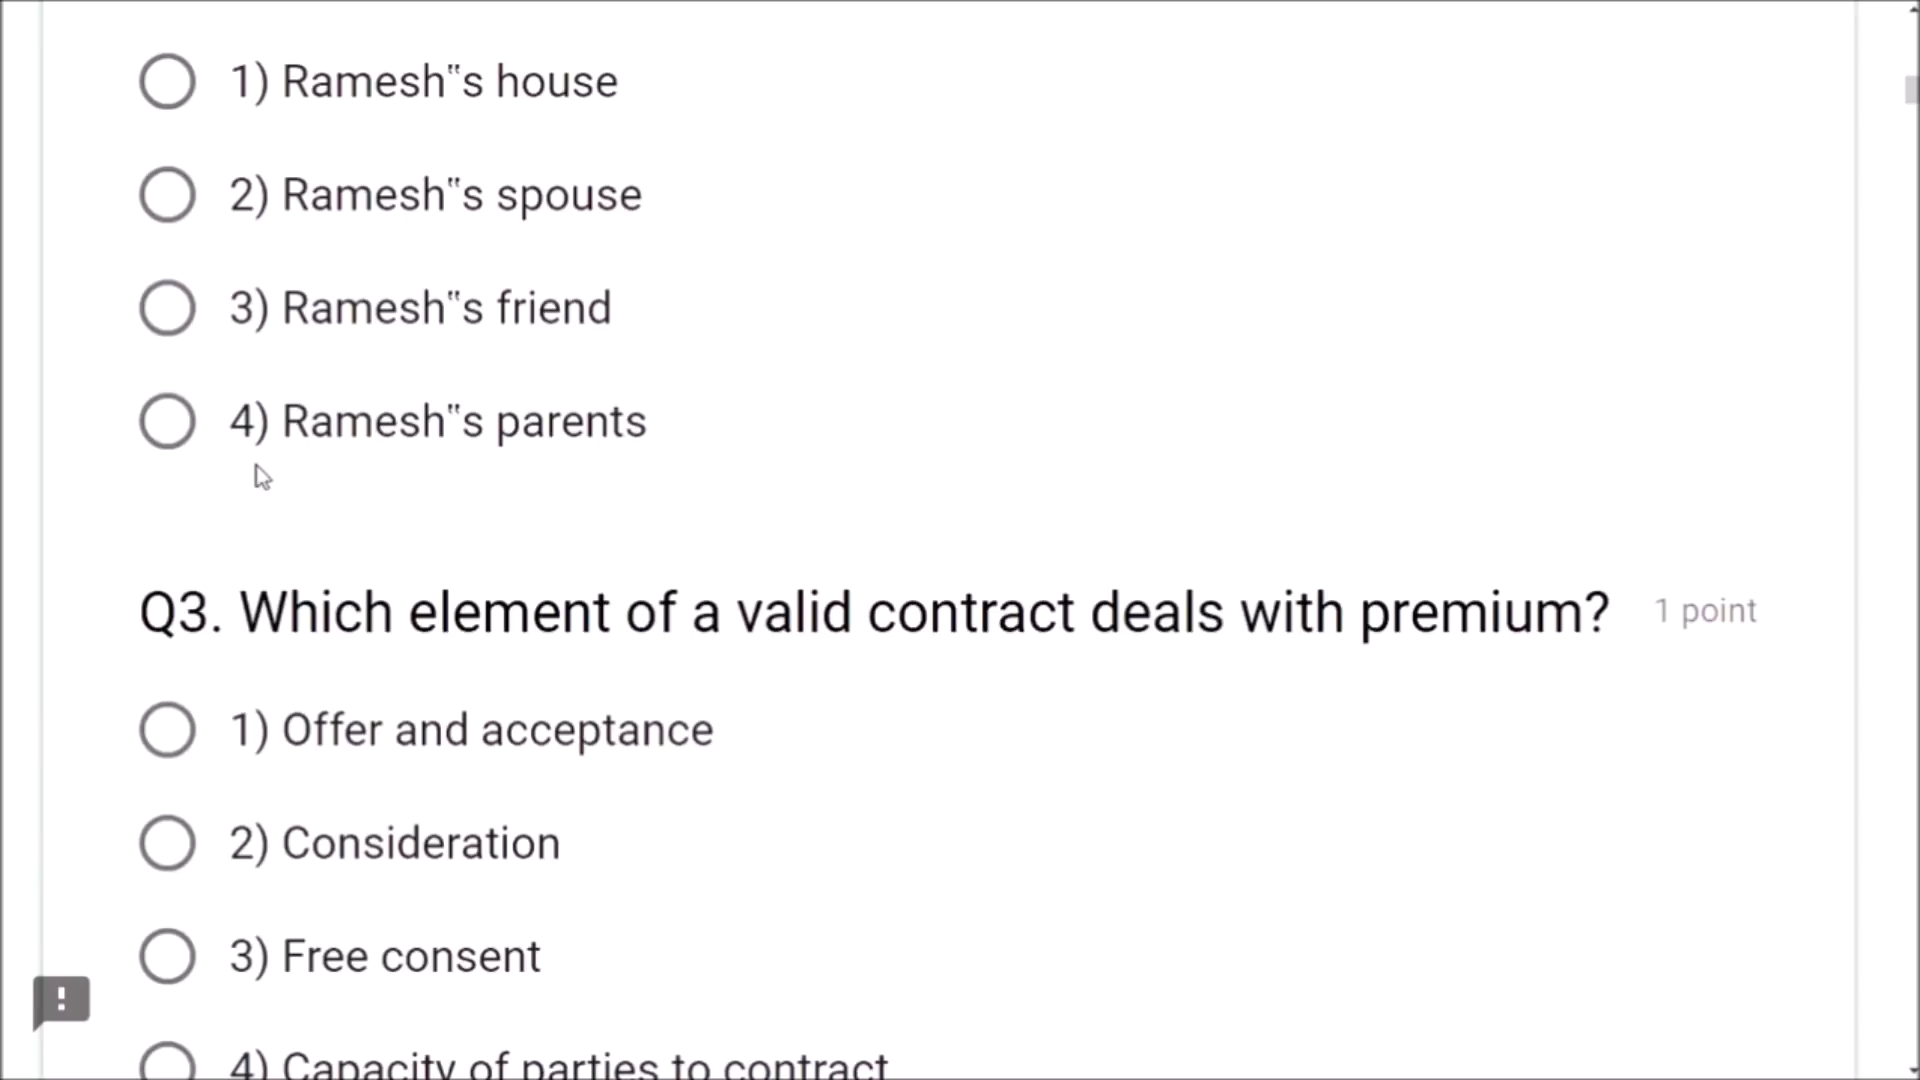 1) Ramesh‟s house
2) Ramesh‟s spouse
3) Ramesh‟s friend
4) Ramesh‟s parents
Q3. Which element of a valid contract deals with premium? 1 point
1) Offer and acceptance
2) Consideration
3) Free consent
4) Capacity of parties to contract